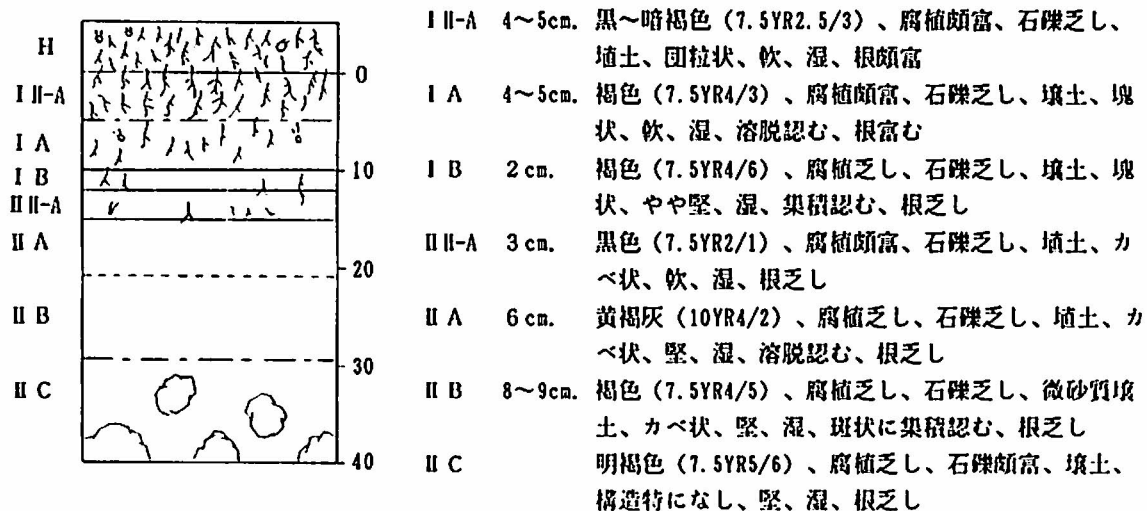 H
I H-A
I A
I B
II H-A
II A
II B
II C
0
10
20
30
40
I H-A 4～5cm. 黒～暗褐色（7.5YR2.5/3）、腐植頗富、石礫乏し、
埴土、団粒状、軟、湿、根頗富
I A 4～5cm. 褐色（7.5YR4/3）、腐植頗富、石礫乏し、壌土、塊
状、軟、湿、溶脱認む、根富む
I B 2cm. 褐色（7.5YR4/6）、腐植乏し、石礫乏し、壌土、塊
状、やや堅、湿、集積認む、根乏し
II H-A 3cm. 黒色（7.5YR2/1）、腐植頗富、石礫乏し、埴土、カ
ベ状、軟、湿、根乏し
II A 6cm. 黄褐灰（10YR4/2）、腐植乏し、石礫乏し、埴土、カ
ベ状、堅、湿、溶脱認む、根乏し
II B 8～9cm. 褐色（7.5YR4/5）、腐植乏し、石礫乏し、微砂質壌
土、カベ状、堅、湿、斑状に集積認む、根乏し
II C 明褐色（7.5YR5/6）、腐植乏し、石礫頗富、壌土、
構造特になし、堅、湿、根乏し